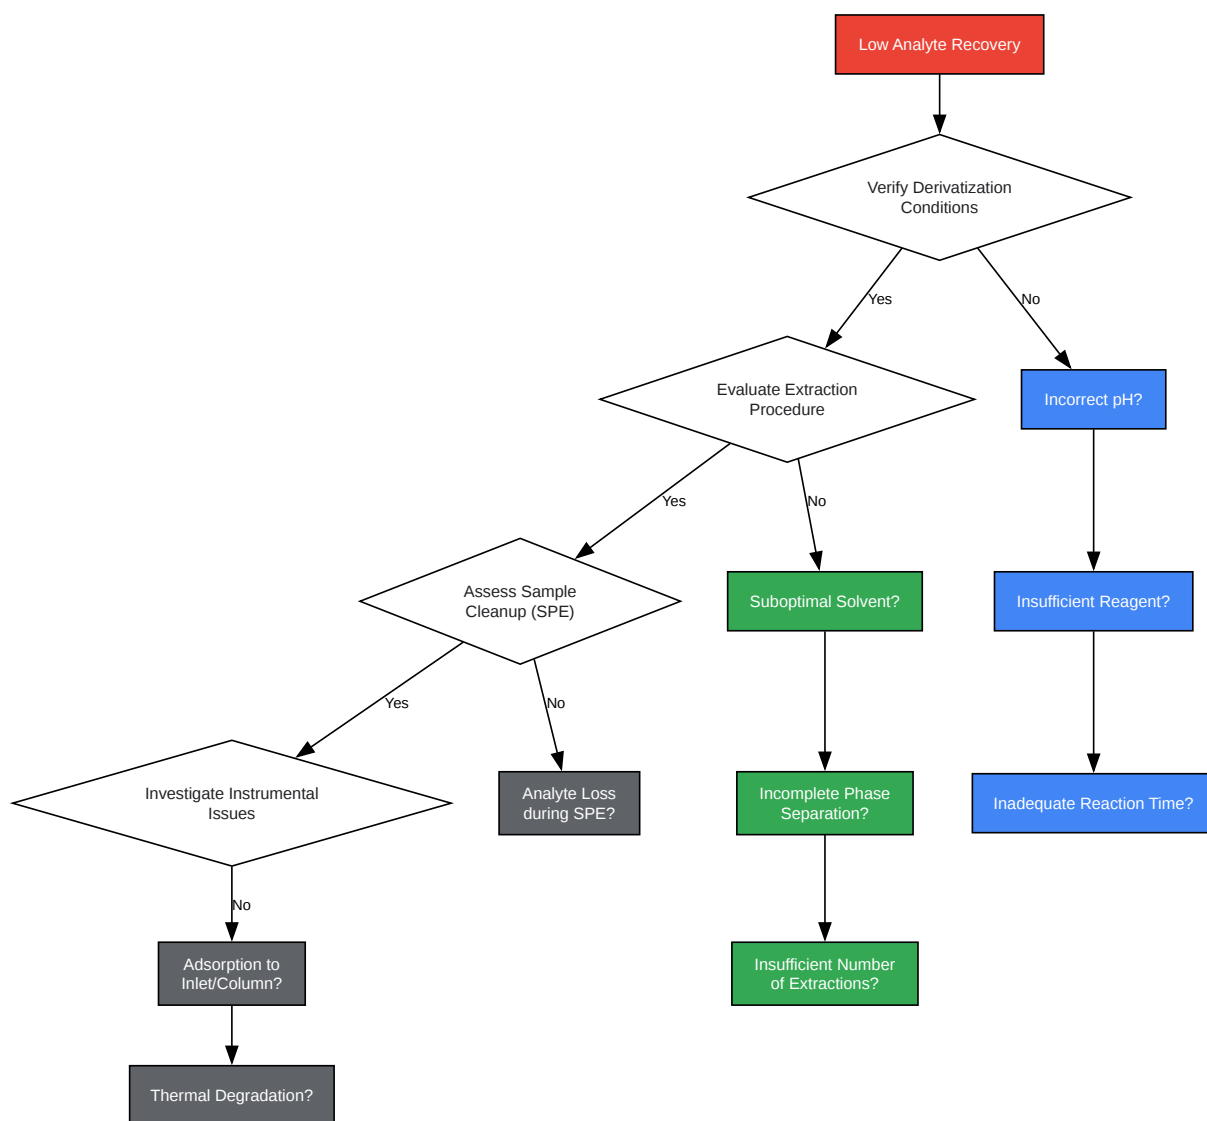 Low Analyte Recovery
Verify Derivatization
Conditions
Yes
No
Evaluate Extraction
Procedure
Incorrect pH?
Yes
No
Assess Sample
Cleanup (SPE)
Suboptimal Solvent?
Insufficient Reagent?
Yes
No
Investigate Instrumental
Issues
Analyte Loss
during SPE?
Incomplete Phase
Separation?
Inadequate Reaction Time?
No
Adsorption to
Inlet/Column?
Insufficient Number
of Extractions?
Thermal Degradation?